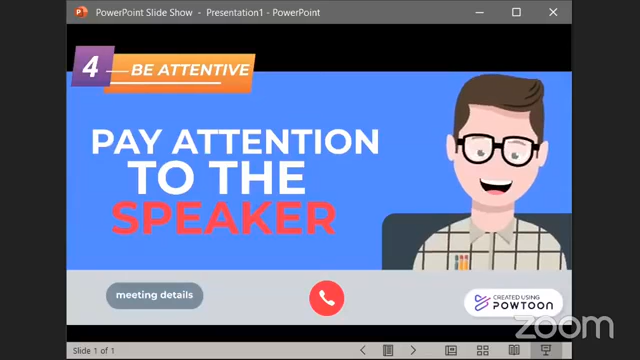 PowerPoint Slide Show - Presentation1 - PowerPoint
4
BE ATTENTIVE
PAY ATTENTION
TO THE
SPEAKER
meeting details
CREATED USING
POWTOON
zoom
Slide 1 of 1